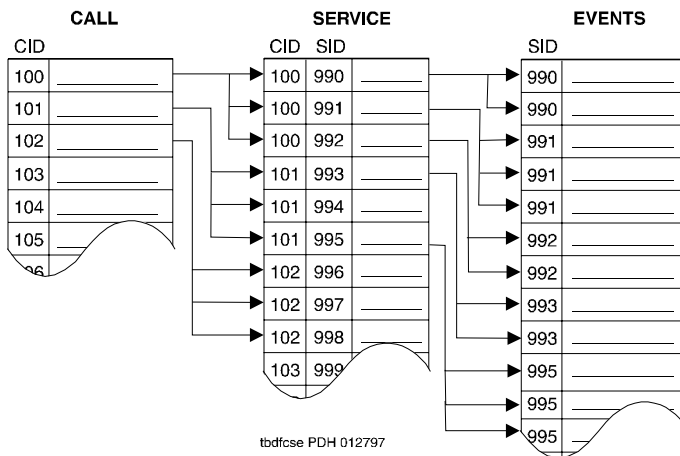 CALL SERVICE EVENTS
CID CID SID SID
100 100 990 990
101 100 991 990
102 100 992 991
103 101 993 991
104 101 994 991
105 101 995 992
102 996 992
102 997 993
102 998 993
103 999 995
995
995
tbdfcse PDH 012797